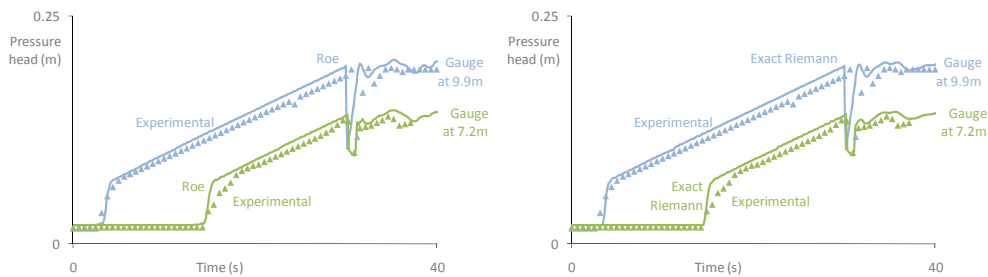 0.25
Pressure
head (m)
Roe
Gauge
at 9.9m
Experimental
Gauge
at 7.2m
Roe
Experimental
0
0
Time (s)
40
0.25
Pressure
head (m)
Exact Riemann
Gauge
at 9.9m
Experimental
Gauge
at 7.2m
Exact
Riemann
Experimental
0
0
Time (s)
40